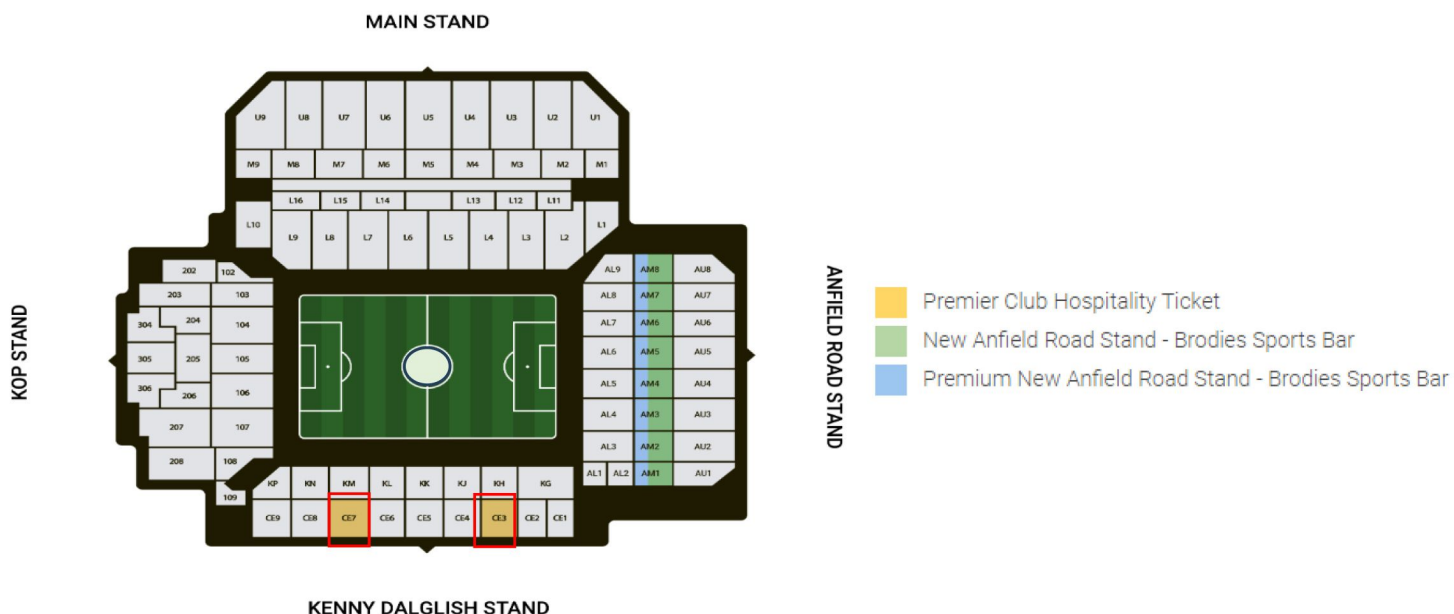 MAIN STAND
U9 U8 U7 U6 U5 U4 U3 U2 U1
M9 M8 M7 M6 M5 M4 M3 M2 M1
L16 L15 L14 L13 L12 L11
L10 L9 L8 L7 L6 L5 L4 L3 L2 L1
KOP STAND
202 102
203 103
304 204 104
305 205 105
306 206 106
207 107
208 108
109
AL9 AM8 AU8
AL8 AM7 AU7
AL7 AM6 AU6
AL6 AM5 AU5
AL5 AM4 AU4
AL4 AM3 AU3
AL3 AM2 AU2
AL1 AL2 AM1 AU1
KP KN KM KL KK KJ KH KG
CE9 CE8 CE7 CE6 CE5 CE4 CE3 CE2 CE1
KENNY DALGLISH STAND
ANFIELD ROAD STAND
Premier Club Hospitality Ticket
New Anfield Road Stand - Brodies Sports Bar
Premium New Anfield Road Stand - Brodies Sports Bar